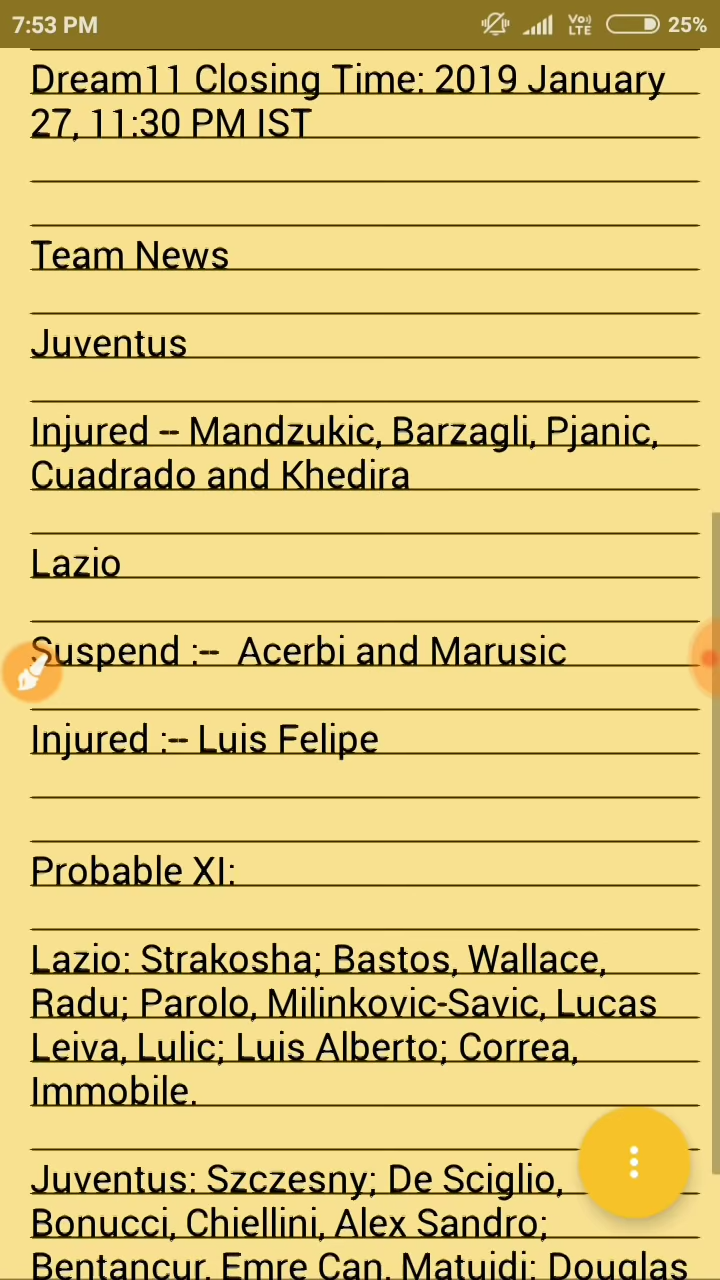 7:53 PM
Vo)) LTE
25%
Dream11 Closing Time: 2019 January
27, 11:30 PM IST
Team News
Juventus
Injured -- Mandzukic, Barzagli, Pjanic,
Cuadrado and Khedira
Lazio
Suspend :-- Acerbi and Marusic
Injured :-- Luis Felipe
Probable XI:
Lazio: Strakosha; Bastos, Wallace,
Radu; Parolo, Milinkovic-Savic, Lucas
Leiva, Lulic; Luis Alberto; Correa,
Immobile.
Juventus: Szczesny; De Sciglio,
Bonucci, Chiellini, Alex Sandro;
Bentancur, Emre Can, Matuidi; Douglas